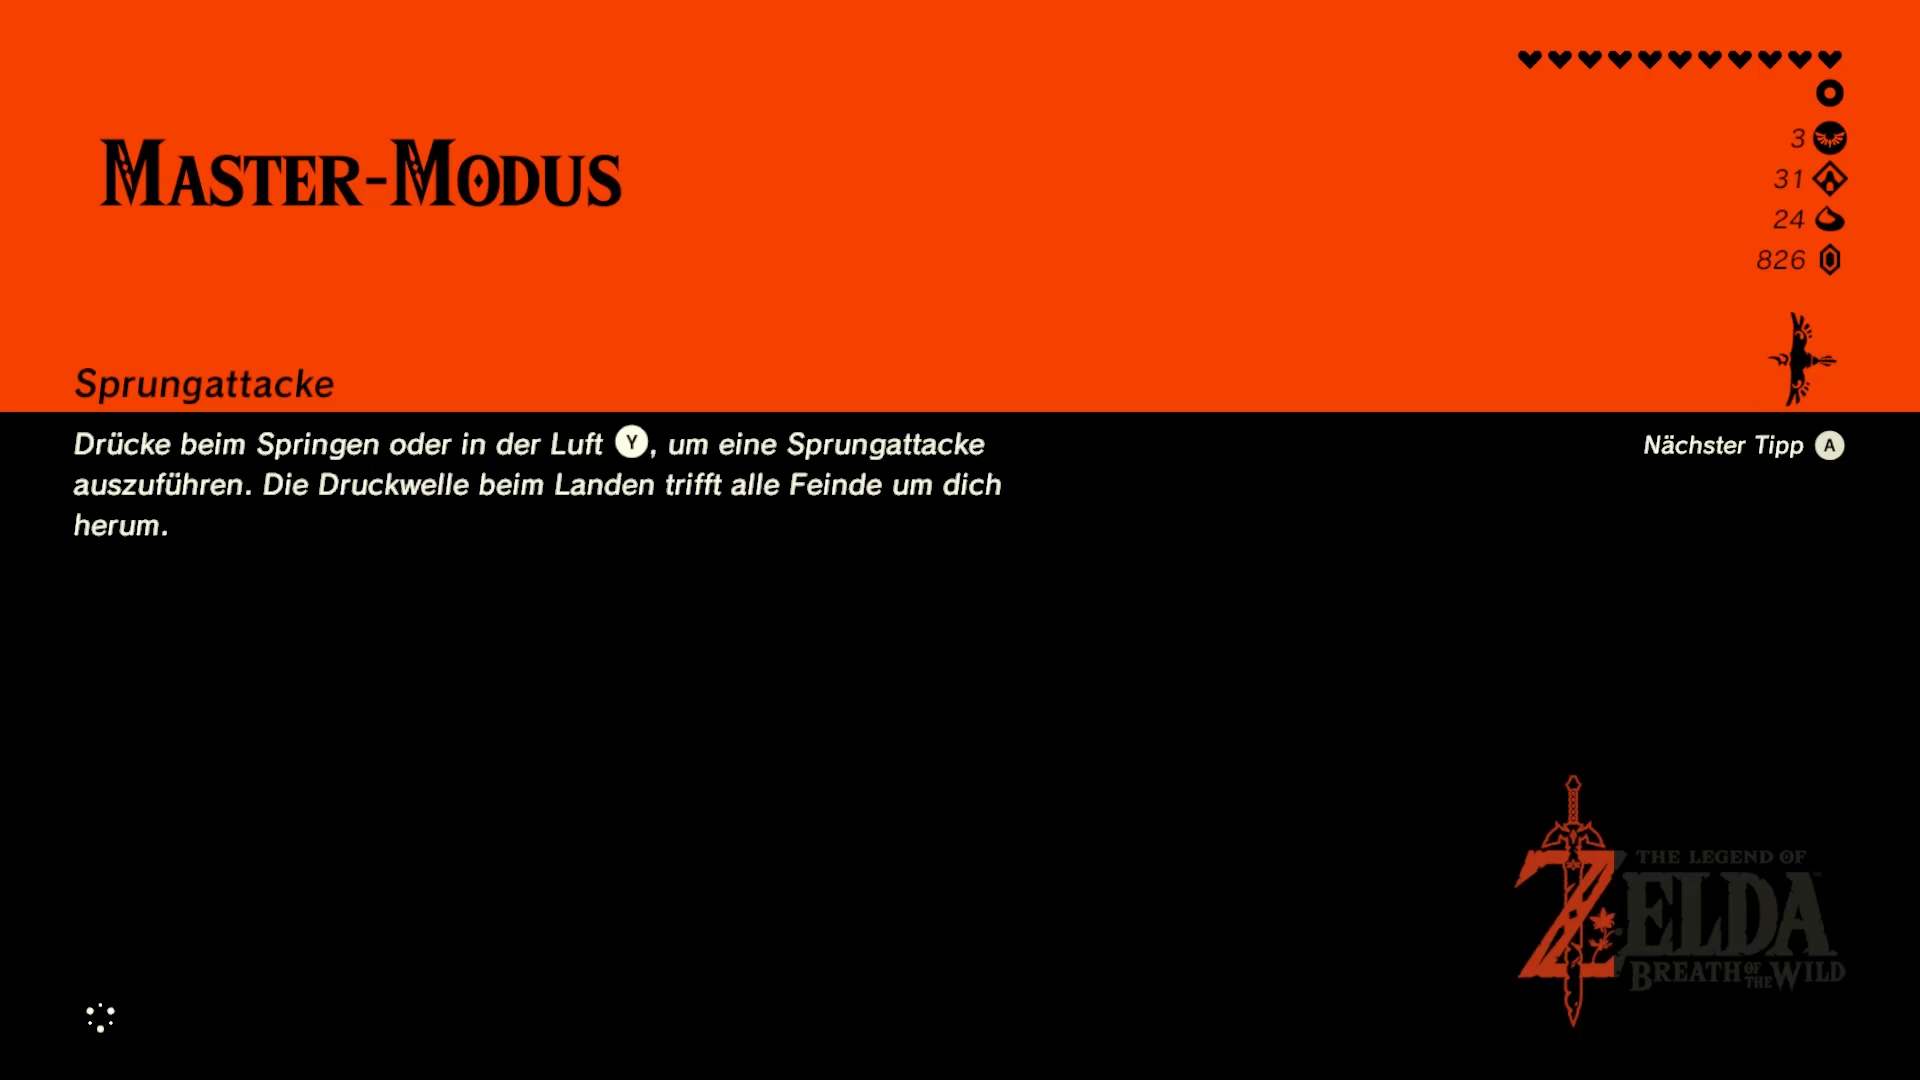 Master-Modus
3
31
24
826
Sprungattacke
Drücke beim Springen oder in der Luft Y, um eine Sprungattacke
auszuführen. Die Druckwelle beim Landen trifft alle Feinde um dich
herum.
Nächster Tipp A
THE LEGEND OF
ZELDA
BREATH OF THE WILD